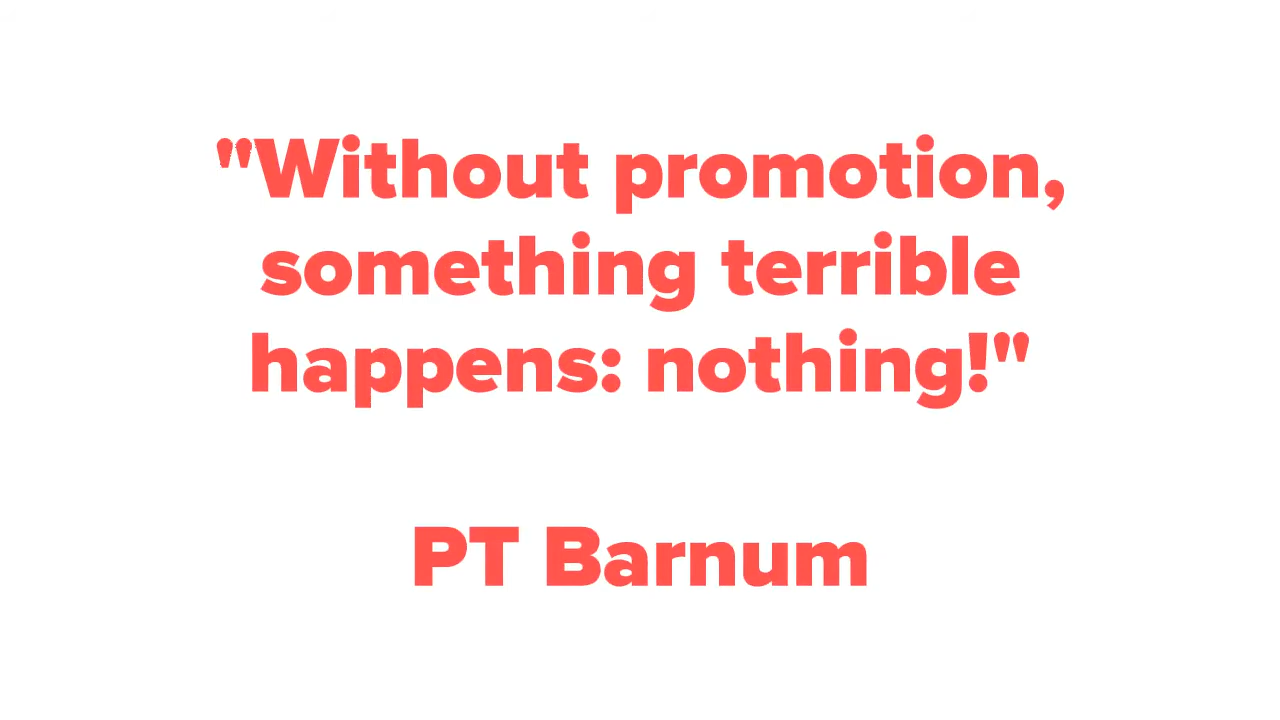 "Without promotion,
something terrible
happens: nothing!"
PT Barnum